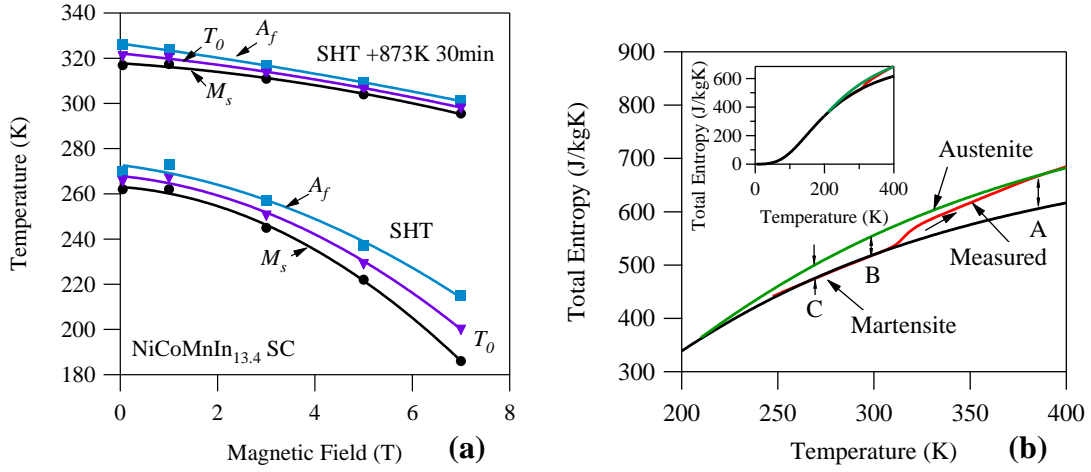 340
320
300
280
260
240
220
200
180
0
2
4
6
8
Temperature (K)
Magnetic Field (T)
T0
Af
SHT +873K 30min
Ms
Af
SHT
Ms
T0
NiCoMnIn13.4 SC
(a)
900
800
700
600
500
400
300
200
250
300
350
400
Total Entropy (J/kgK)
Temperature (K)
600
400
200
0
0
200
400
Total Entropy (J/kgK)
Temperature (K)
Austenite
A
Measured
B
C
Martensite
(b)